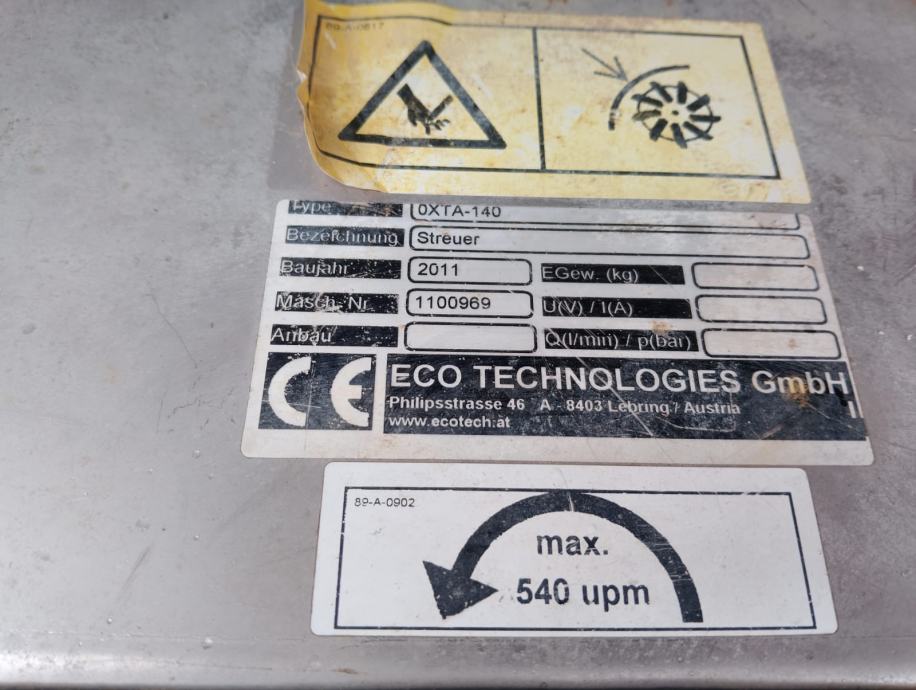 89-A-0617
Type 0XTA-140
Bezeichnung Streuer
Baujahr 2011 EGew. (kg)
Masch. Nr 1100969 U(V) / I(A)
Anbau Q(l/min) / p(bar)
CE ECO TECHNOLOGIES GmbH
Philipsstrasse 46 A - 8403 Lebring / Austria
www.ecotech.at
89-A-0902
max.
540 upm